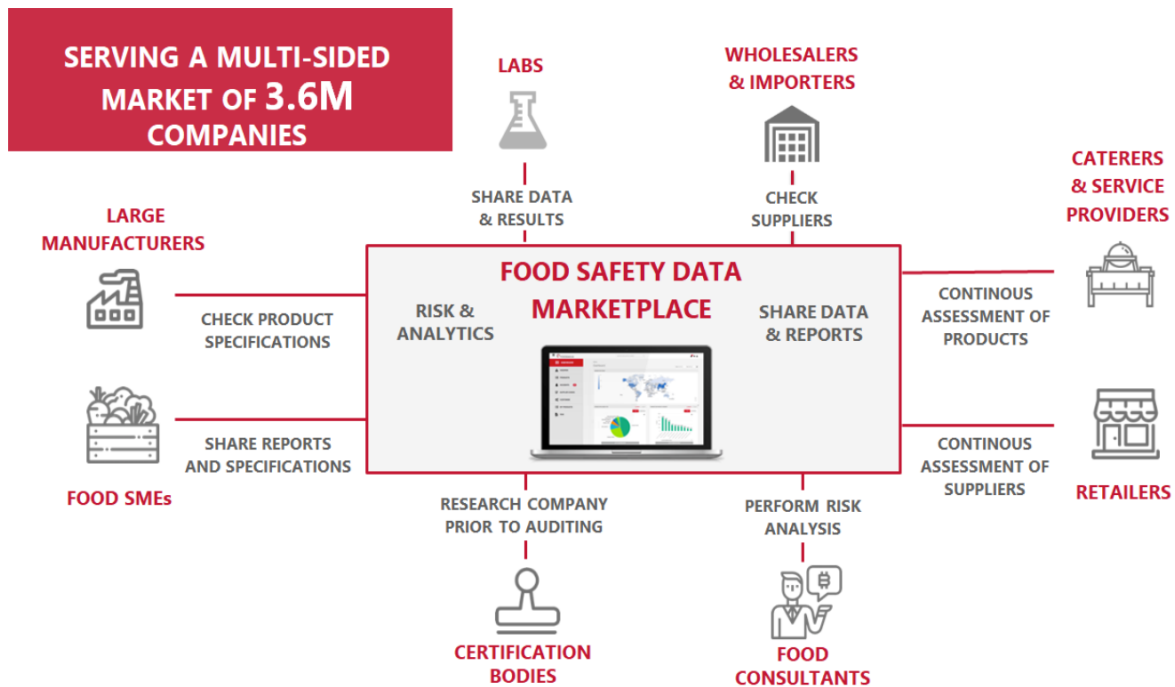 SERVING A MULTI-SIDED
MARKET OF 3.6M
COMPANIES
LABS
SHARE DATA
& RESULTS
WHOLESALERS
& IMPORTERS
CHECK
SUPPLIERS
CATERERS
& SERVICE
PROVIDERS
CONTINOUS
ASSESSMENT OF
PRODUCTS
LARGE
MANUFACTURERS
CHECK PRODUCT
SPECIFICATIONS
FOOD SAFETY DATA
MARKETPLACE
RISK &
ANALYTICS
SHARE DATA
& REPORTS
SHARE REPORTS
AND SPECIFICATIONS
FOOD SMEs
CONTINOUS
ASSESSMENT OF
SUPPLIERS
RETAILERS
RESEARCH COMPANY
PRIOR TO AUDITING
CERTIFICATION
BODIES
PERFORM RISK
ANALYSIS
FOOD
CONSULTANTS